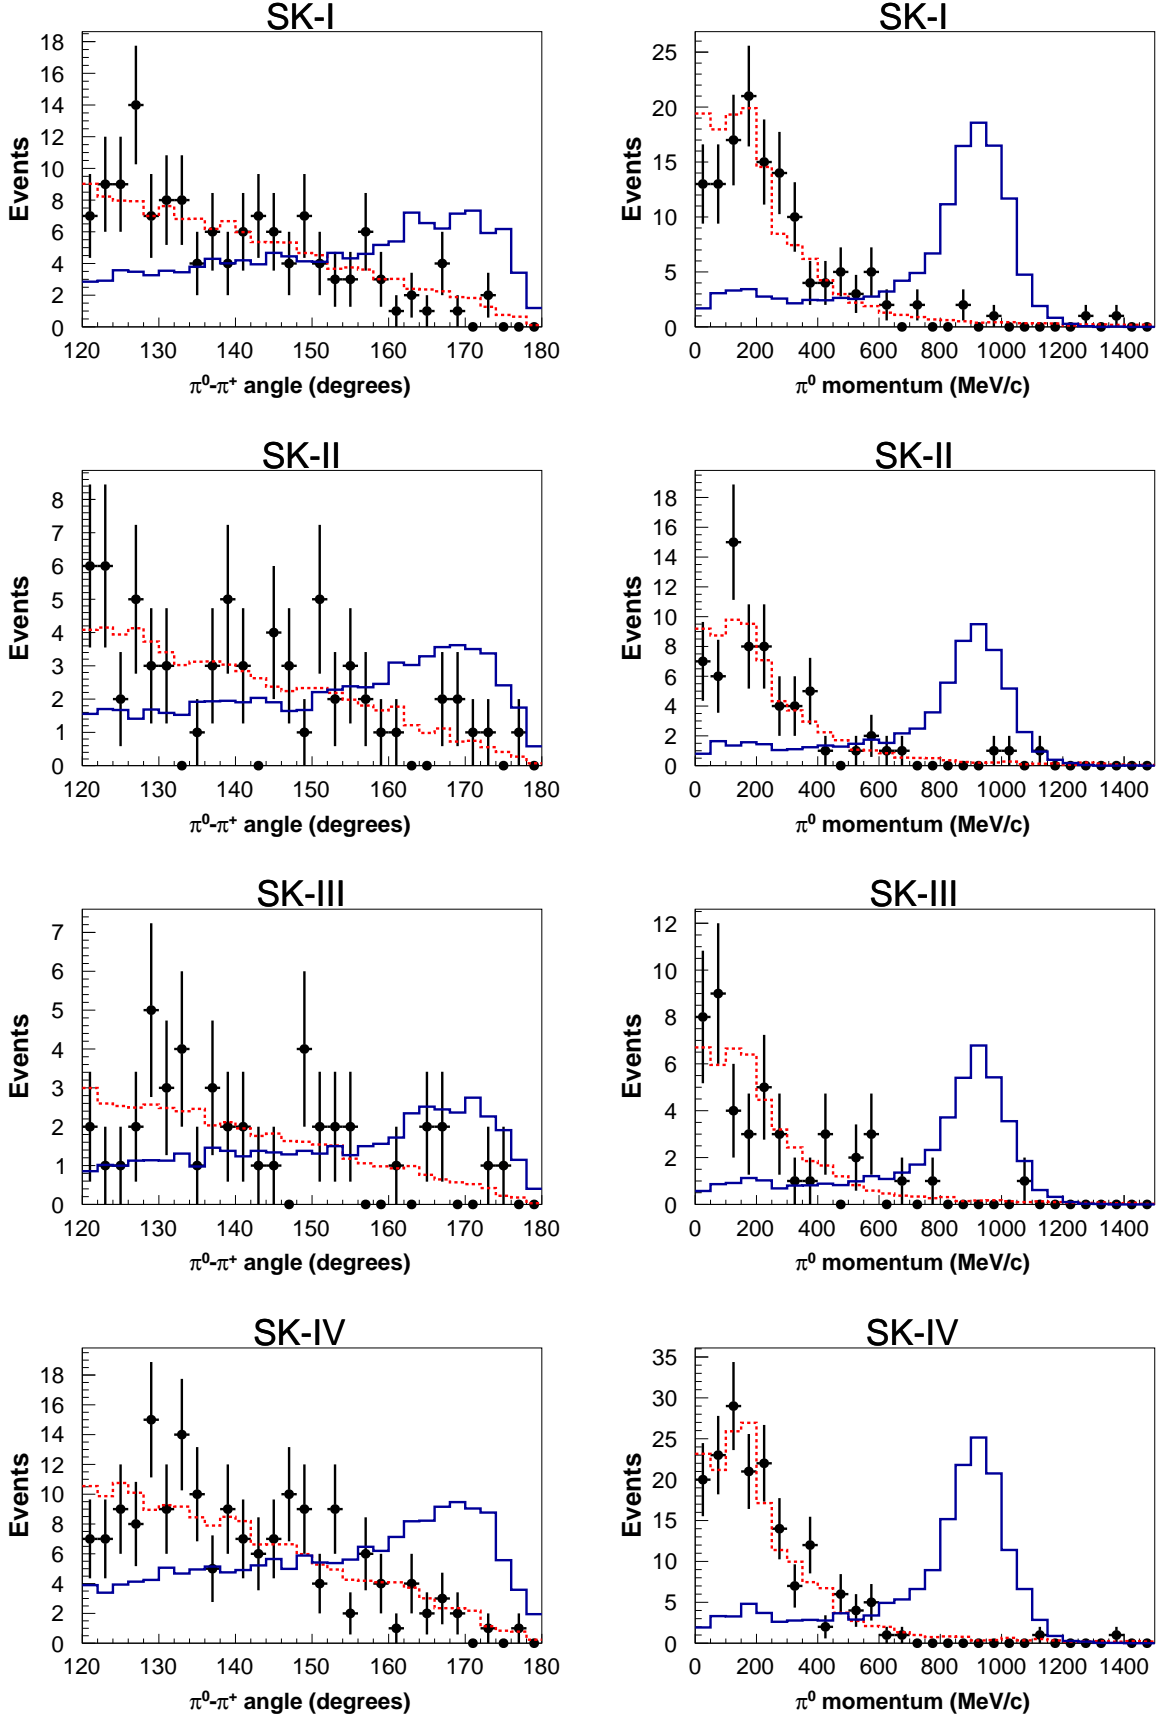 SK-I
Events
0 2 4 6 8 10 12 14 16 18
120 130 140 150 160 170 180
π⁰-π⁺ angle (degrees)
SK-I
Events
0 5 10 15 20 25
0 200 400 600 800 1000 1200 1400
π⁰ momentum (MeV/c)
SK-II
Events
0 1 2 3 4 5 6 7 8
120 130 140 150 160 170 180
π⁰-π⁺ angle (degrees)
SK-II
Events
0 2 4 6 8 10 12 14 16 18
0 200 400 600 800 1000 1200 1400
π⁰ momentum (MeV/c)
SK-III
Events
0 1 2 3 4 5 6 7
120 130 140 150 160 170 180
π⁰-π⁺ angle (degrees)
SK-III
Events
0 2 4 6 8 10 12
0 200 400 600 800 1000 1200 1400
π⁰ momentum (MeV/c)
SK-IV
Events
0 2 4 6 8 10 12 14 16 18
120 130 140 150 160 170 180
π⁰-π⁺ angle (degrees)
SK-IV
Events
0 5 10 15 20 25 30 35
0 200 400 600 800 1000 1200 1400
π⁰ momentum (MeV/c)